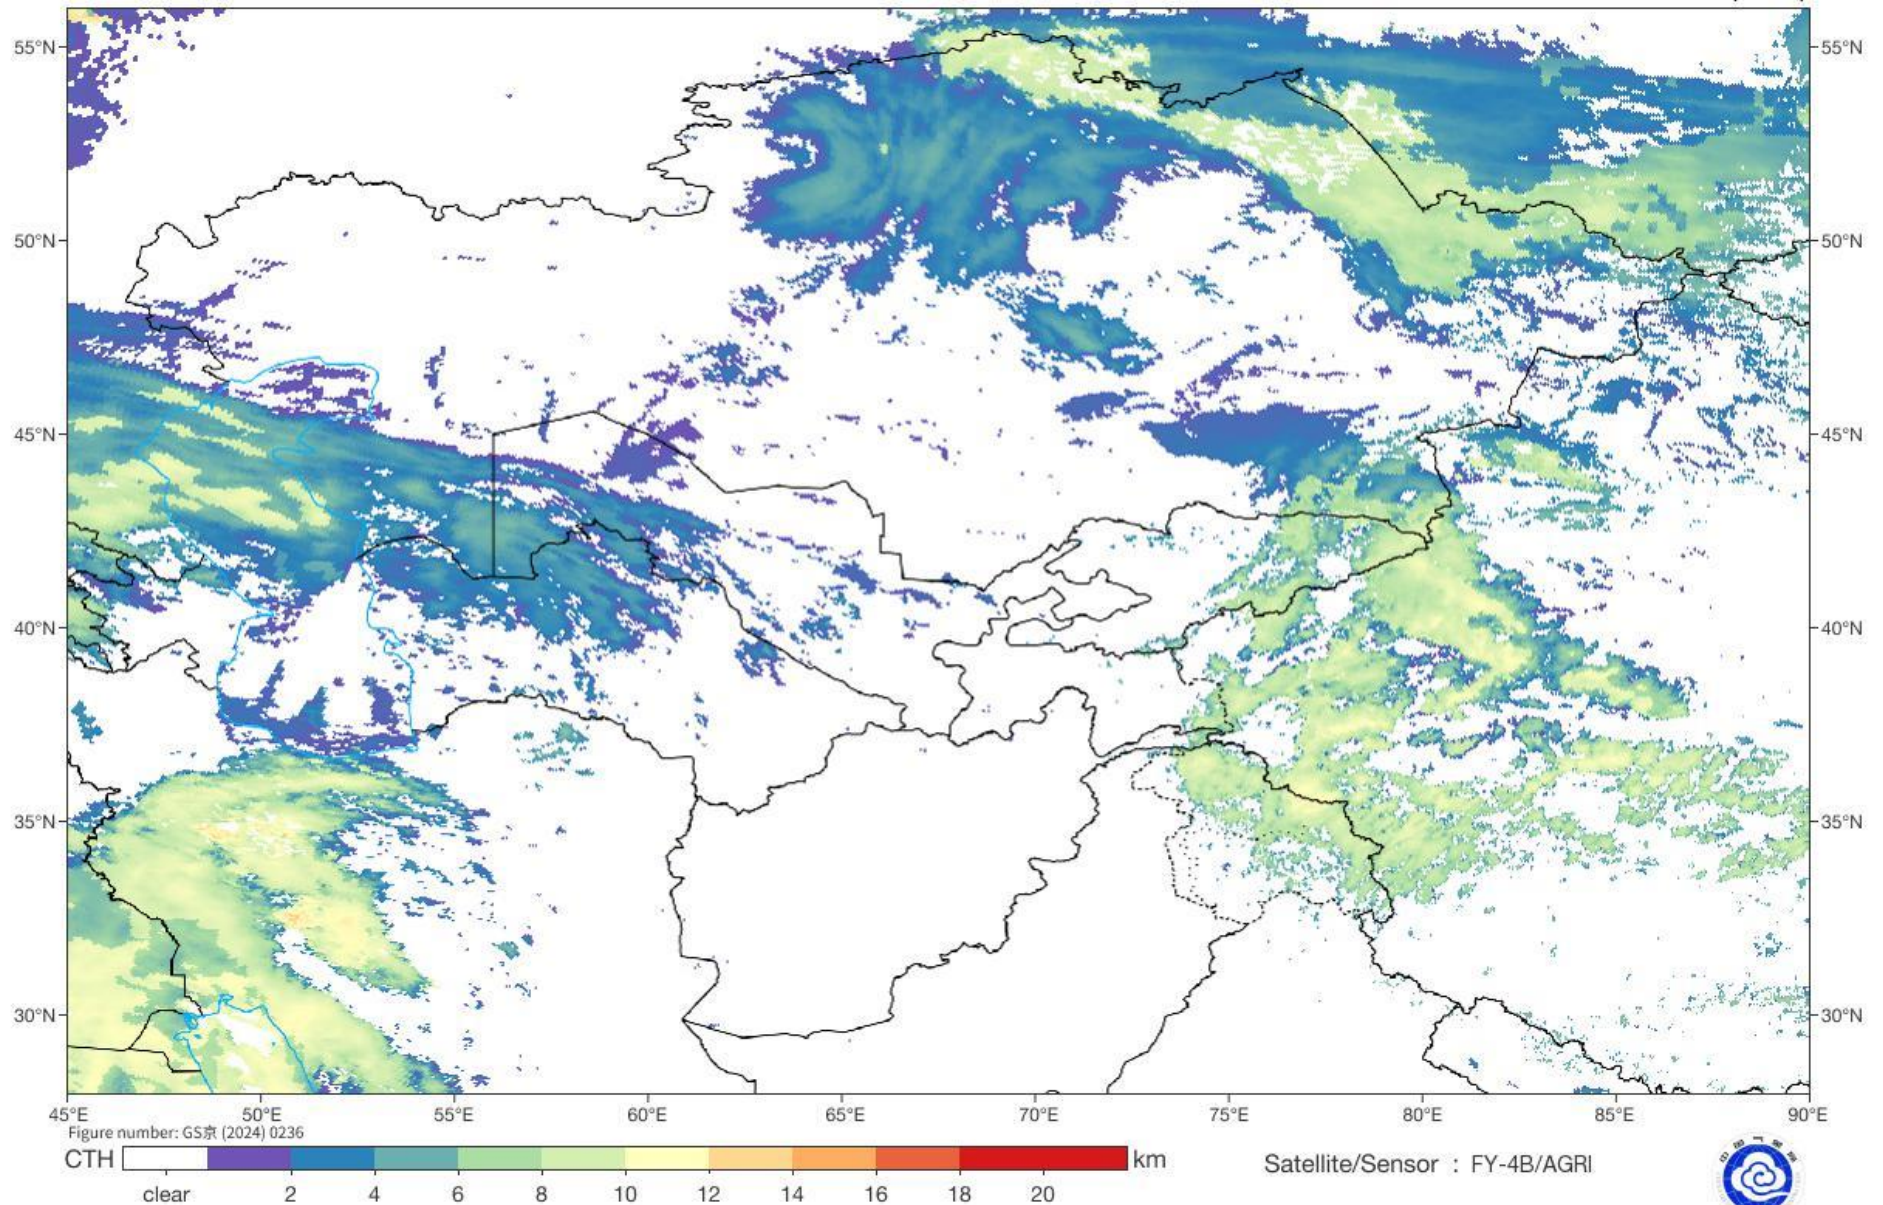 55°N
55°N
50°N
50°N
45°N
45°N
40°N
40°N
35°N
35°N
30°N
30°N
45°E 50°E 55°E 60°E 65°E 70°E 75°E 80°E 85°E 90°E
Figure number: GS京 (2024) 0236
CTH
km
clear 2 4 6 8 10 12 14 16 18 20
Satellite/Sensor : FY-4B/AGRI